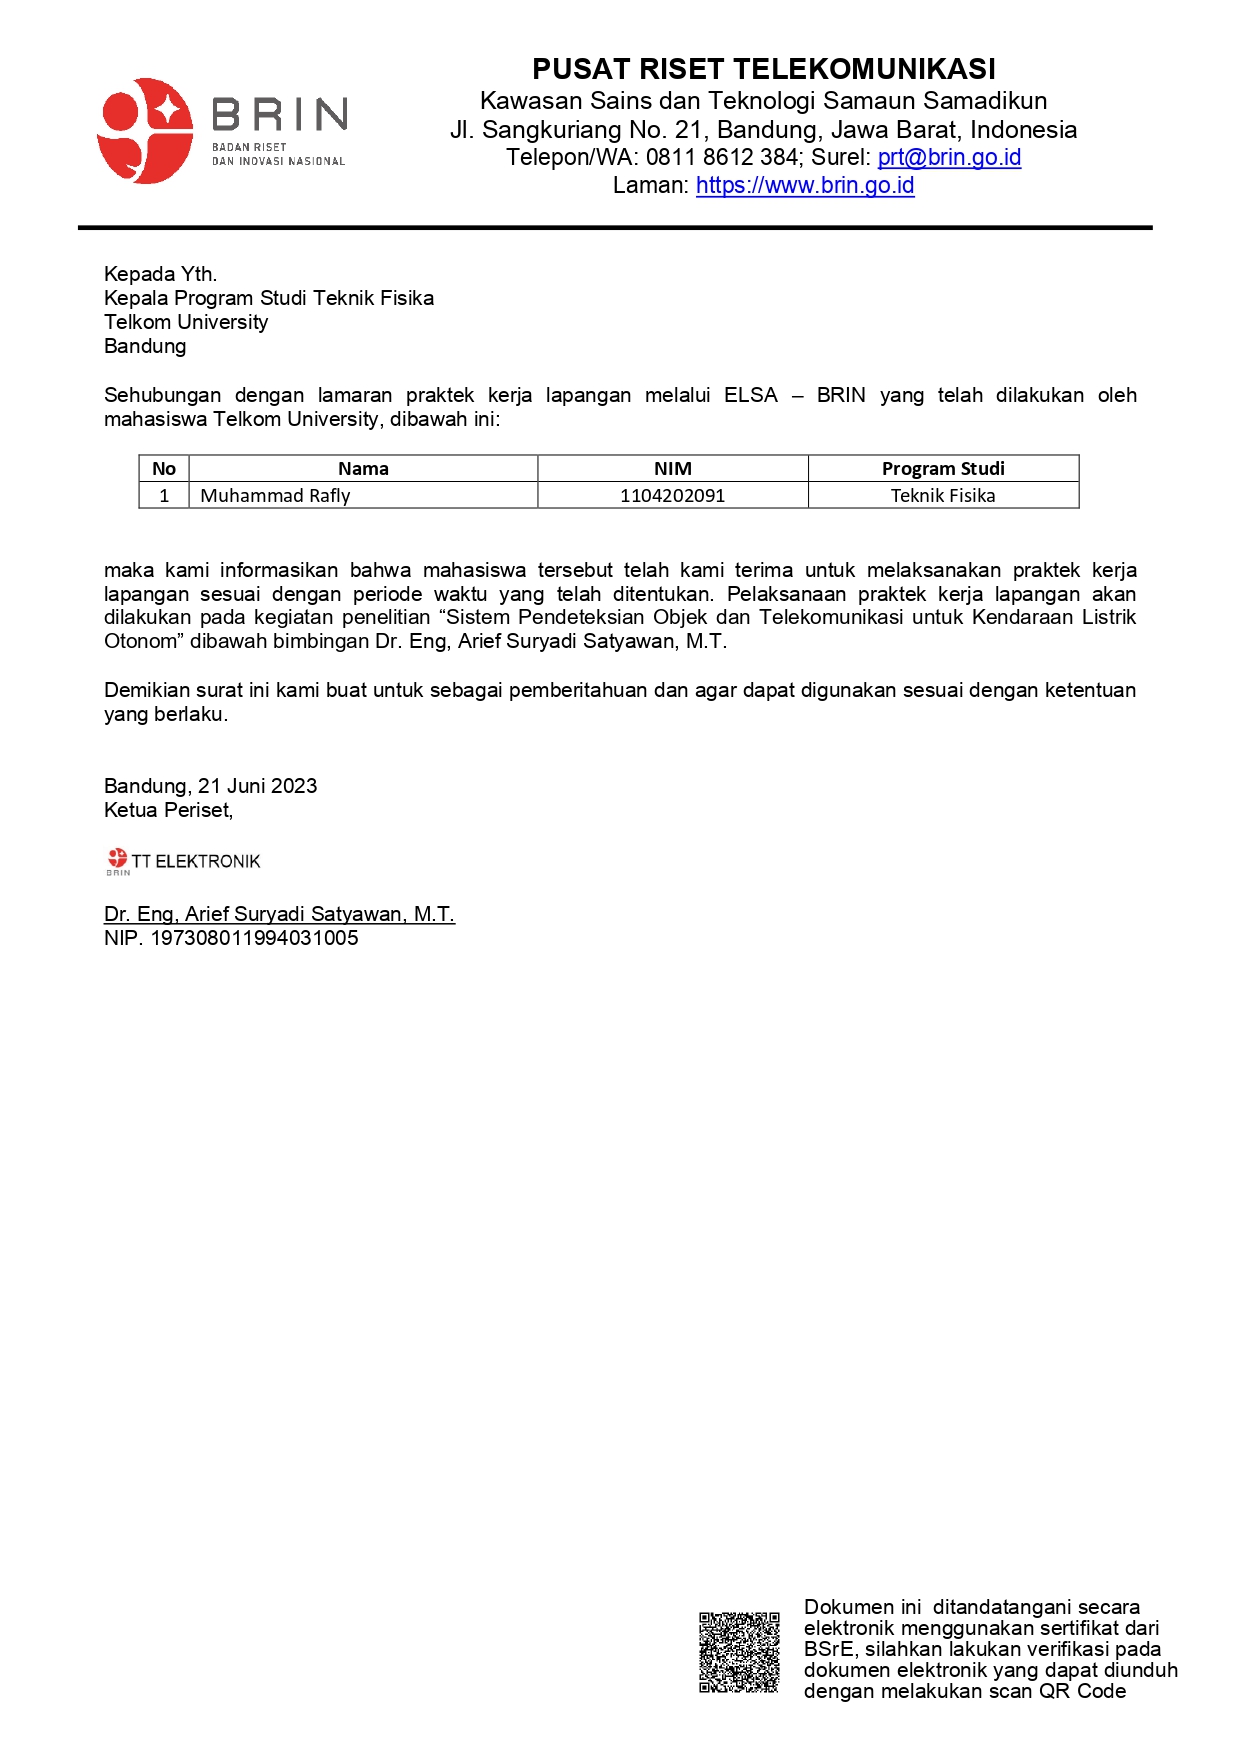 BRIN
BADAN RISET
DAN INOVASI NASIONAL
PUSAT RISET TELEKOMUNIKASI
Kawasan Sains dan Teknologi Samaun Samadikun
Jl. Sangkuriang No. 21, Bandung, Jawa Barat, Indonesia
Telepon/WA: 0811 8612 384; Surel: prt@brin.go.id
Laman: https://www.brin.go.id
Kepada Yth.
Kepala Program Studi Teknik Fisika
Telkom University
Bandung
Sehubungan dengan lamaran praktek kerja lapangan melalui ELSA – BRIN yang telah dilakukan oleh
mahasiswa Telkom University, dibawah ini:
No Nama NIM Program Studi
1 Muhammad Rafly 1104202091 Teknik Fisika
maka kami informasikan bahwa mahasiswa tersebut telah kami terima untuk melaksanakan praktek kerja
lapangan sesuai dengan periode waktu yang telah ditentukan. Pelaksanaan praktek kerja lapangan akan
dilakukan pada kegiatan penelitian “Sistem Pendeteksian Objek dan Telekomunikasi untuk Kendaraan Listrik
Otonom” dibawah bimbingan Dr. Eng, Arief Suryadi Satyawan, M.T.
Demikian surat ini kami buat untuk sebagai pemberitahuan dan agar dapat digunakan sesuai dengan ketentuan
yang berlaku.
Bandung, 21 Juni 2023
Ketua Periset,
BRIN TT ELEKTRONIK
Dr. Eng, Arief Suryadi Satyawan, M.T.
NIP. 197308011994031005
Dokumen ini ditandatangani secara
elektronik menggunakan sertifikat dari
BSrE, silahkan lakukan verifikasi pada
dokumen elektronik yang dapat diunduh
dengan melakukan scan QR Code